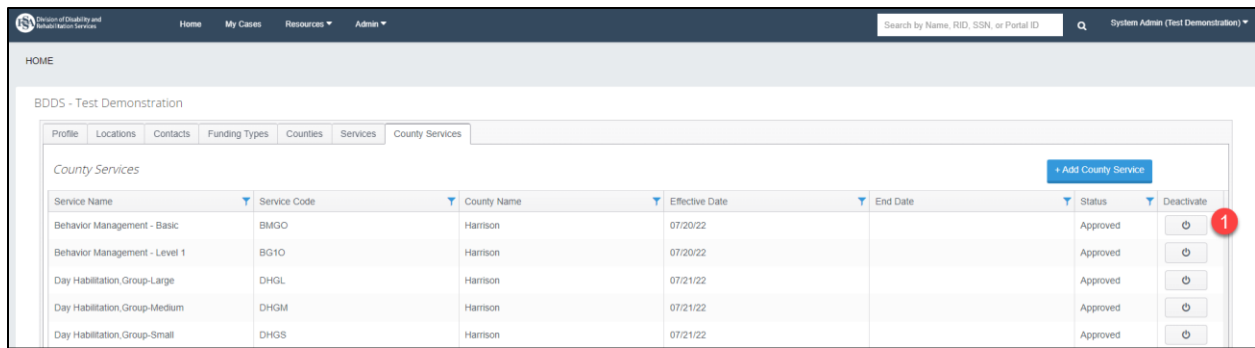 FSSA Division of Disability and
Rehabilitation Services
Home My Cases Resources Admin
Search by Name, RID, SSN, or Portal ID
System Admin (Test Demonstration)
HOME
BDDS - Test Demonstration
Profile Locations Contacts Funding Types Counties Services County Services
County Services
+ Add County Service
Service Name Service Code County Name Effective Date End Date Status Deactivate
Behavior Management - Basic BMGO Harrison 07/20/22 Approved 1
Behavior Management - Level 1 BG1O Harrison 07/20/22 Approved
Day Habilitation,Group-Large DHGL Harrison 07/21/22 Approved
Day Habilitation,Group-Medium DHGM Harrison 07/21/22 Approved
Day Habilitation,Group-Small DHGS Harrison 07/21/22 Approved